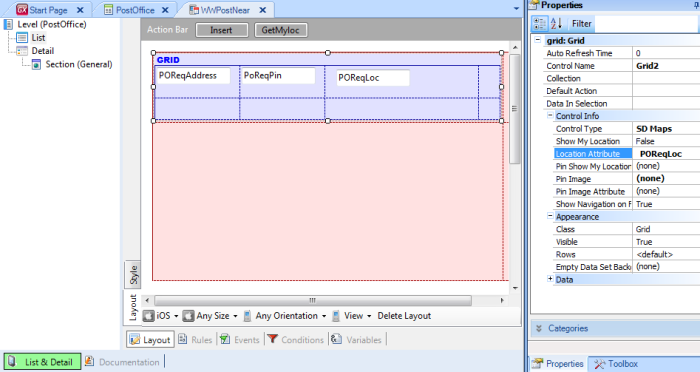 GX Start Page × PostOffice × WWPostNear ×
Level (PostOffice)
List
Detail
Section (General)
Action Bar Insert GetMyloc
GRID
POReqAddress PoReqPin POReqLoc
Style
Layout
iOS Any Size Any Orientation View Delete Layout
Layout Rules Events Conditions Variables
List & Detail Documentation
Properties
Filter
grid: Grid
Auto Refresh Time 0
Control Name Grid2
Collection
Default Action
Data In Selection
Control Info
Control Type SD Maps
Show My Location False
Location Attribute POReqLoc
Pin Show My Location (none)
Pin Image (none)
Pin Image Attribute (none)
Show Navigation on F True
Appearance
Class Grid
Visible True
Rows <default>
Empty Data Set Back (none)
Data
Categories
Properties Toolbox